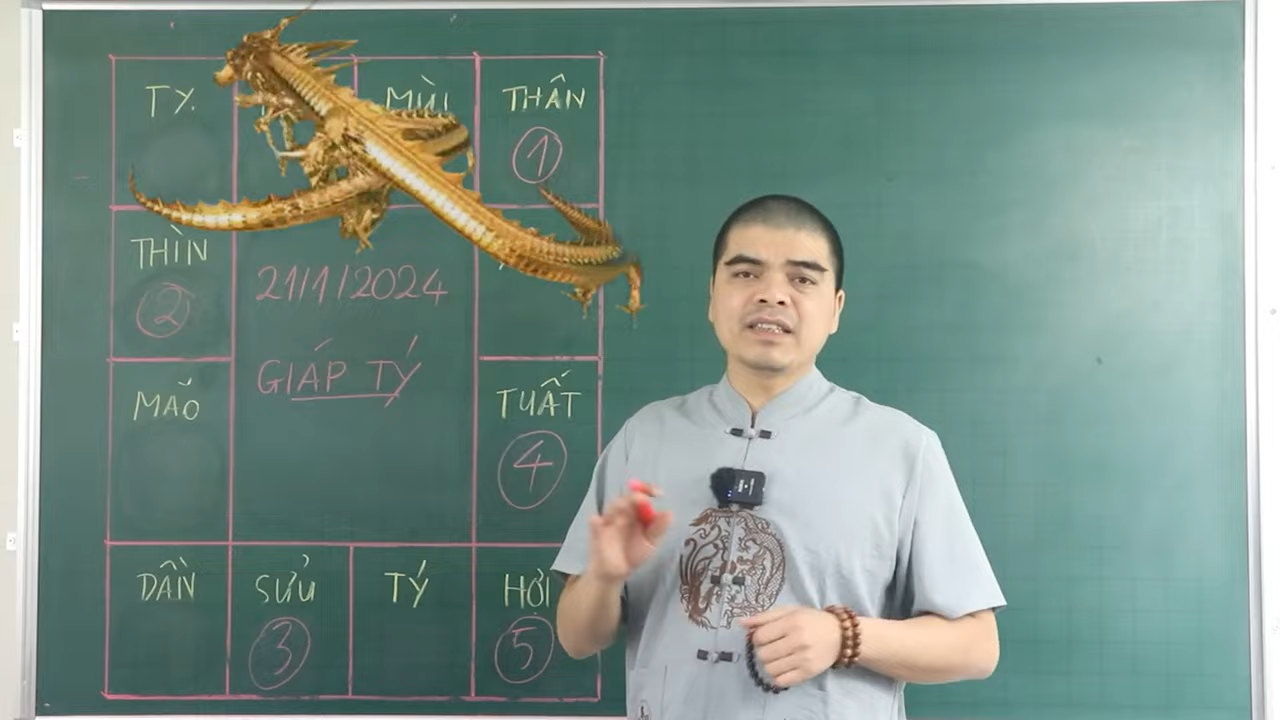 TY.
MÙI
THÂN
1
THÌN
2
21/1/2024
GIÁP TÝ
MÃO
TUẤT
4
DẦN
SỬU
TÝ
HỢI
3
5